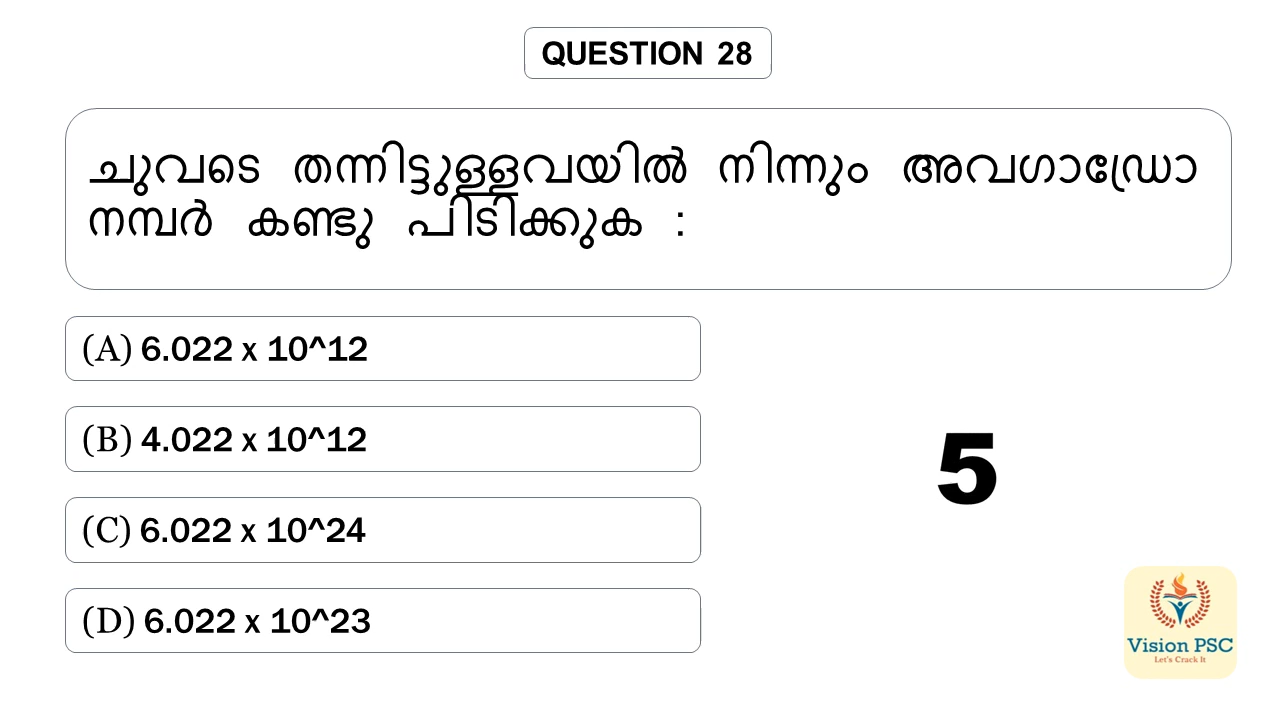 QUESTION 28
ചുവടെ തന്നിട്ടുള്ളവയിൽ നിന്നും അവഗാഡ്രോ
നമ്പർ കണ്ടു പിടിക്കുക :
(A) 6.022 x 10^12
(B) 4.022 x 10^12
(C) 6.022 x 10^24
(D) 6.022 x 10^23
5
Vision PSC
Let's Crack It